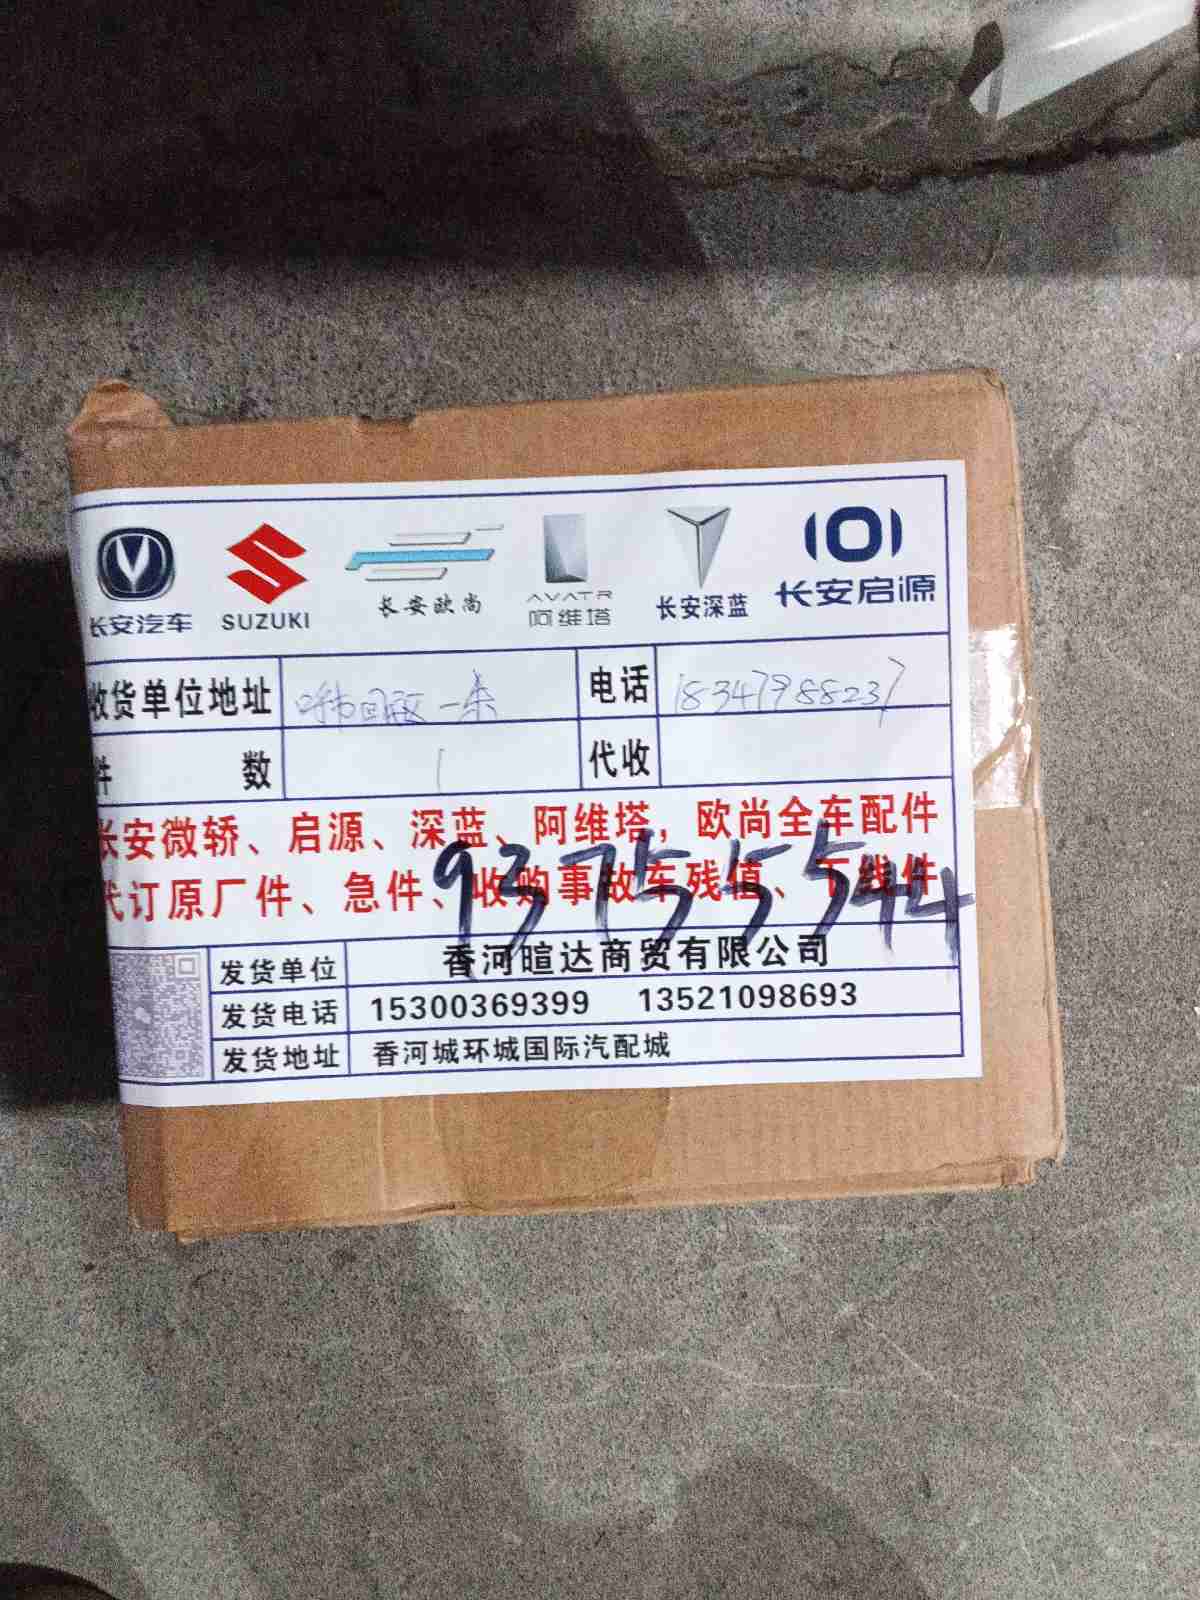 长安汽车 SUZUKI 长安欧尚 AVATR 阿维塔 长安深蓝 长安启源
收货单位地址 一条 电话 18347988237
件 数 1 代收
长安微轿、启源、深蓝、阿维塔，欧尚全车配件
代订原厂件、急件、收购事故车残值、下线件
93755544
发货单位 香河暄达商贸有限公司
发货电话 15300369399 13521098693
发货地址 香河城环城国际汽配城